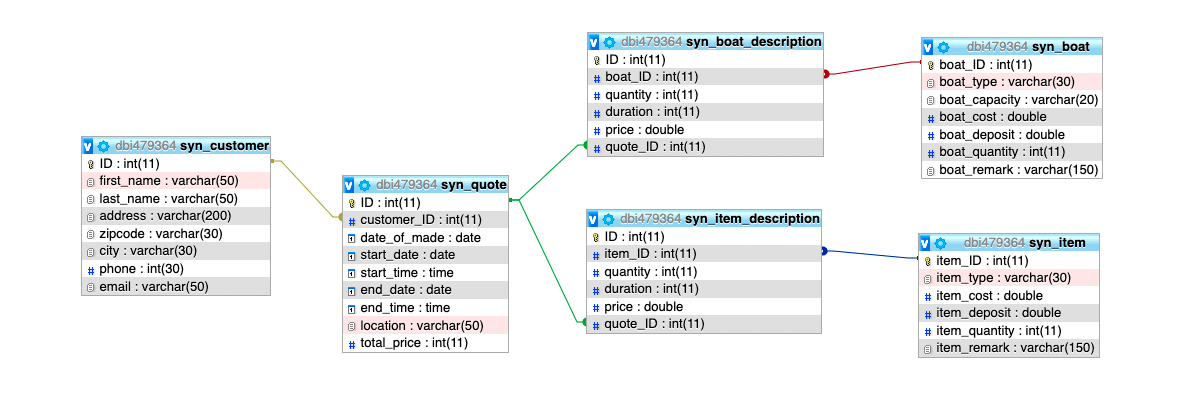 dbi479364 syn_customer
ID : int(11)
first_name : varchar(50)
last_name : varchar(50)
address : varchar(200)
zipcode : varchar(30)
city : varchar(30)
phone : int(30)
email : varchar(50)
dbi479364 syn_quote
ID : int(11)
customer_ID : int(11)
date_of_made : date
start_date : date
start_time : time
end_date : date
end_time : time
location : varchar(50)
total_price : int(11)
dbi479364 syn_boat_description
ID : int(11)
boat_ID : int(11)
quantity : int(11)
duration : int(11)
price : double
quote_ID : int(11)
dbi479364 syn_item_description
ID : int(11)
item_ID : int(11)
quantity : int(11)
duration : int(11)
price : double
quote_ID : int(11)
dbi479364 syn_boat
boat_ID : int(11)
boat_type : varchar(30)
boat_capacity : varchar(20)
boat_cost : double
boat_deposit : double
boat_quantity : int(11)
boat_remark : varchar(150)
dbi479364 syn_item
item_ID : int(11)
item_type : varchar(30)
item_cost : double
item_deposit : double
item_quantity : int(11)
item_remark : varchar(150)